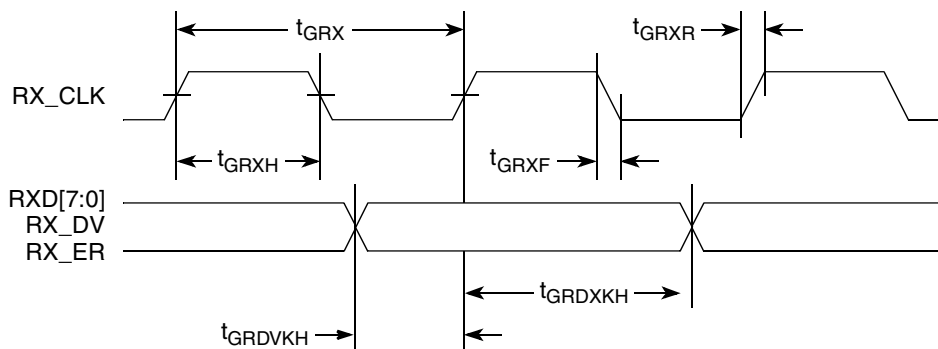 tGRX
tGRXR
RX_CLK
tGRXH
tGRXF
RXD[7:0]
RX_DV
RX_ER
tGRDXKH
tGRDVKH